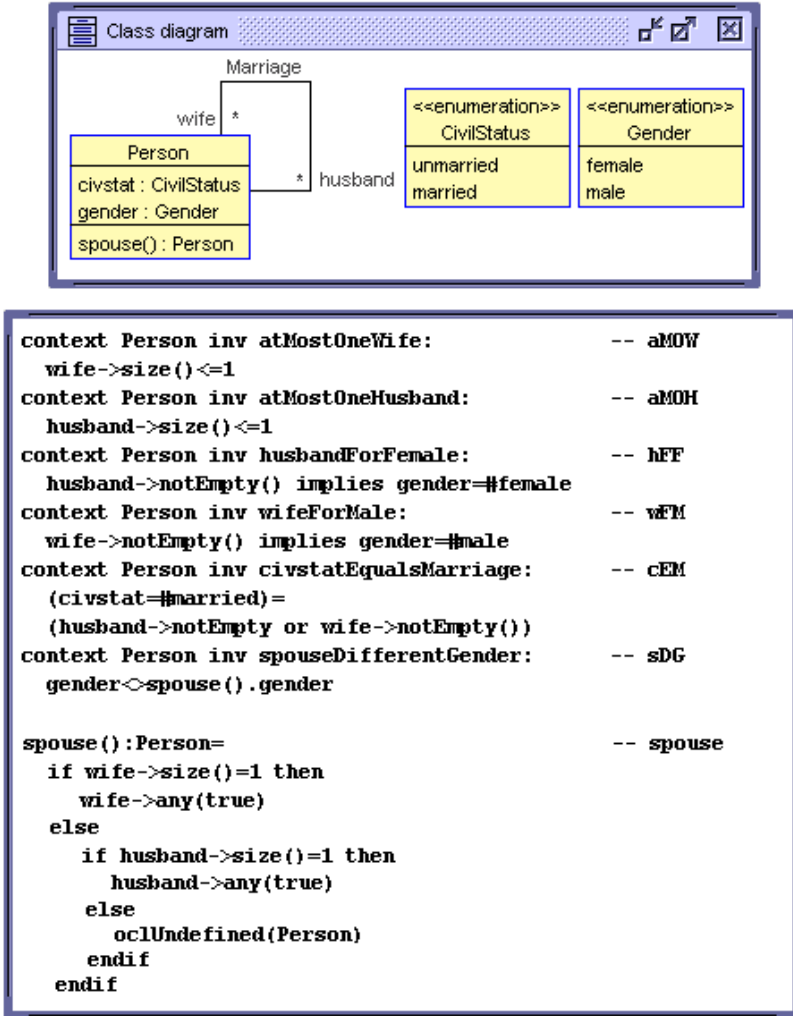 Class diagram
Marriage
wife *
* husband
Person
civstat : CivilStatus
gender : Gender
spouse() : Person
<<enumeration>>
CivilStatus
unmarried
married
<<enumeration>>
Gender
female
male
context Person inv atMostOneWife: -- aMOW
wife->size()<=1
context Person inv atMostOneHusband: -- aMOH
husband->size()<=1
context Person inv husbandForFemale: -- hFF
husband->notEmpty() implies gender=#female
context Person inv wifeForMale: -- wFM
wife->notEmpty() implies gender=#male
context Person inv civstatEqualsMarriage: -- cEM
(civstat=#married)=
(husband->notEmpty or wife->notEmpty())
context Person inv spouseDifferentGender: -- sDG
gender<>spouse().gender
spouse():Person= -- spouse
if wife->size()=1 then
wife->any(true)
else
if husband->size()=1 then
husband->any(true)
else
oclUndefined(Person)
endif
endif